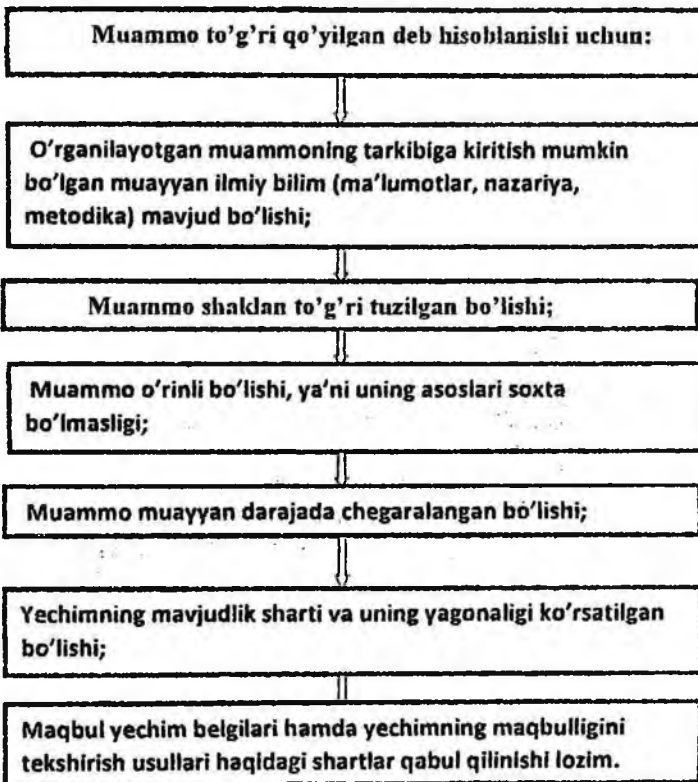 Muammo to'g'ri qo'yilgan deb hisoblanishi uchun:
O'rganilayotgan muammoning tarkibiga kiritish mumkin
bo'lgan muayyan ilmiy bilim (ma'lumotlar, nazariya,
metodika) mavjud bo'lishi;
Muammo shaklan to'g'ri tuzilgan bo'lishi;
Muammo o'rinli bo'lishi, ya'ni uning asoslari soxta
bo'lmasligi;
Muammo muayyan darajada chegaralangan bo'lishi;
Yechimning mavjudlik sharti va uning yagonaligi ko'rsatilgan
bo'lishi;
Maqbul yechim belgilari hamda yechimning maqbulligini
tekshirish usullari haqidagi shartlar qabul qilinishi lozim.